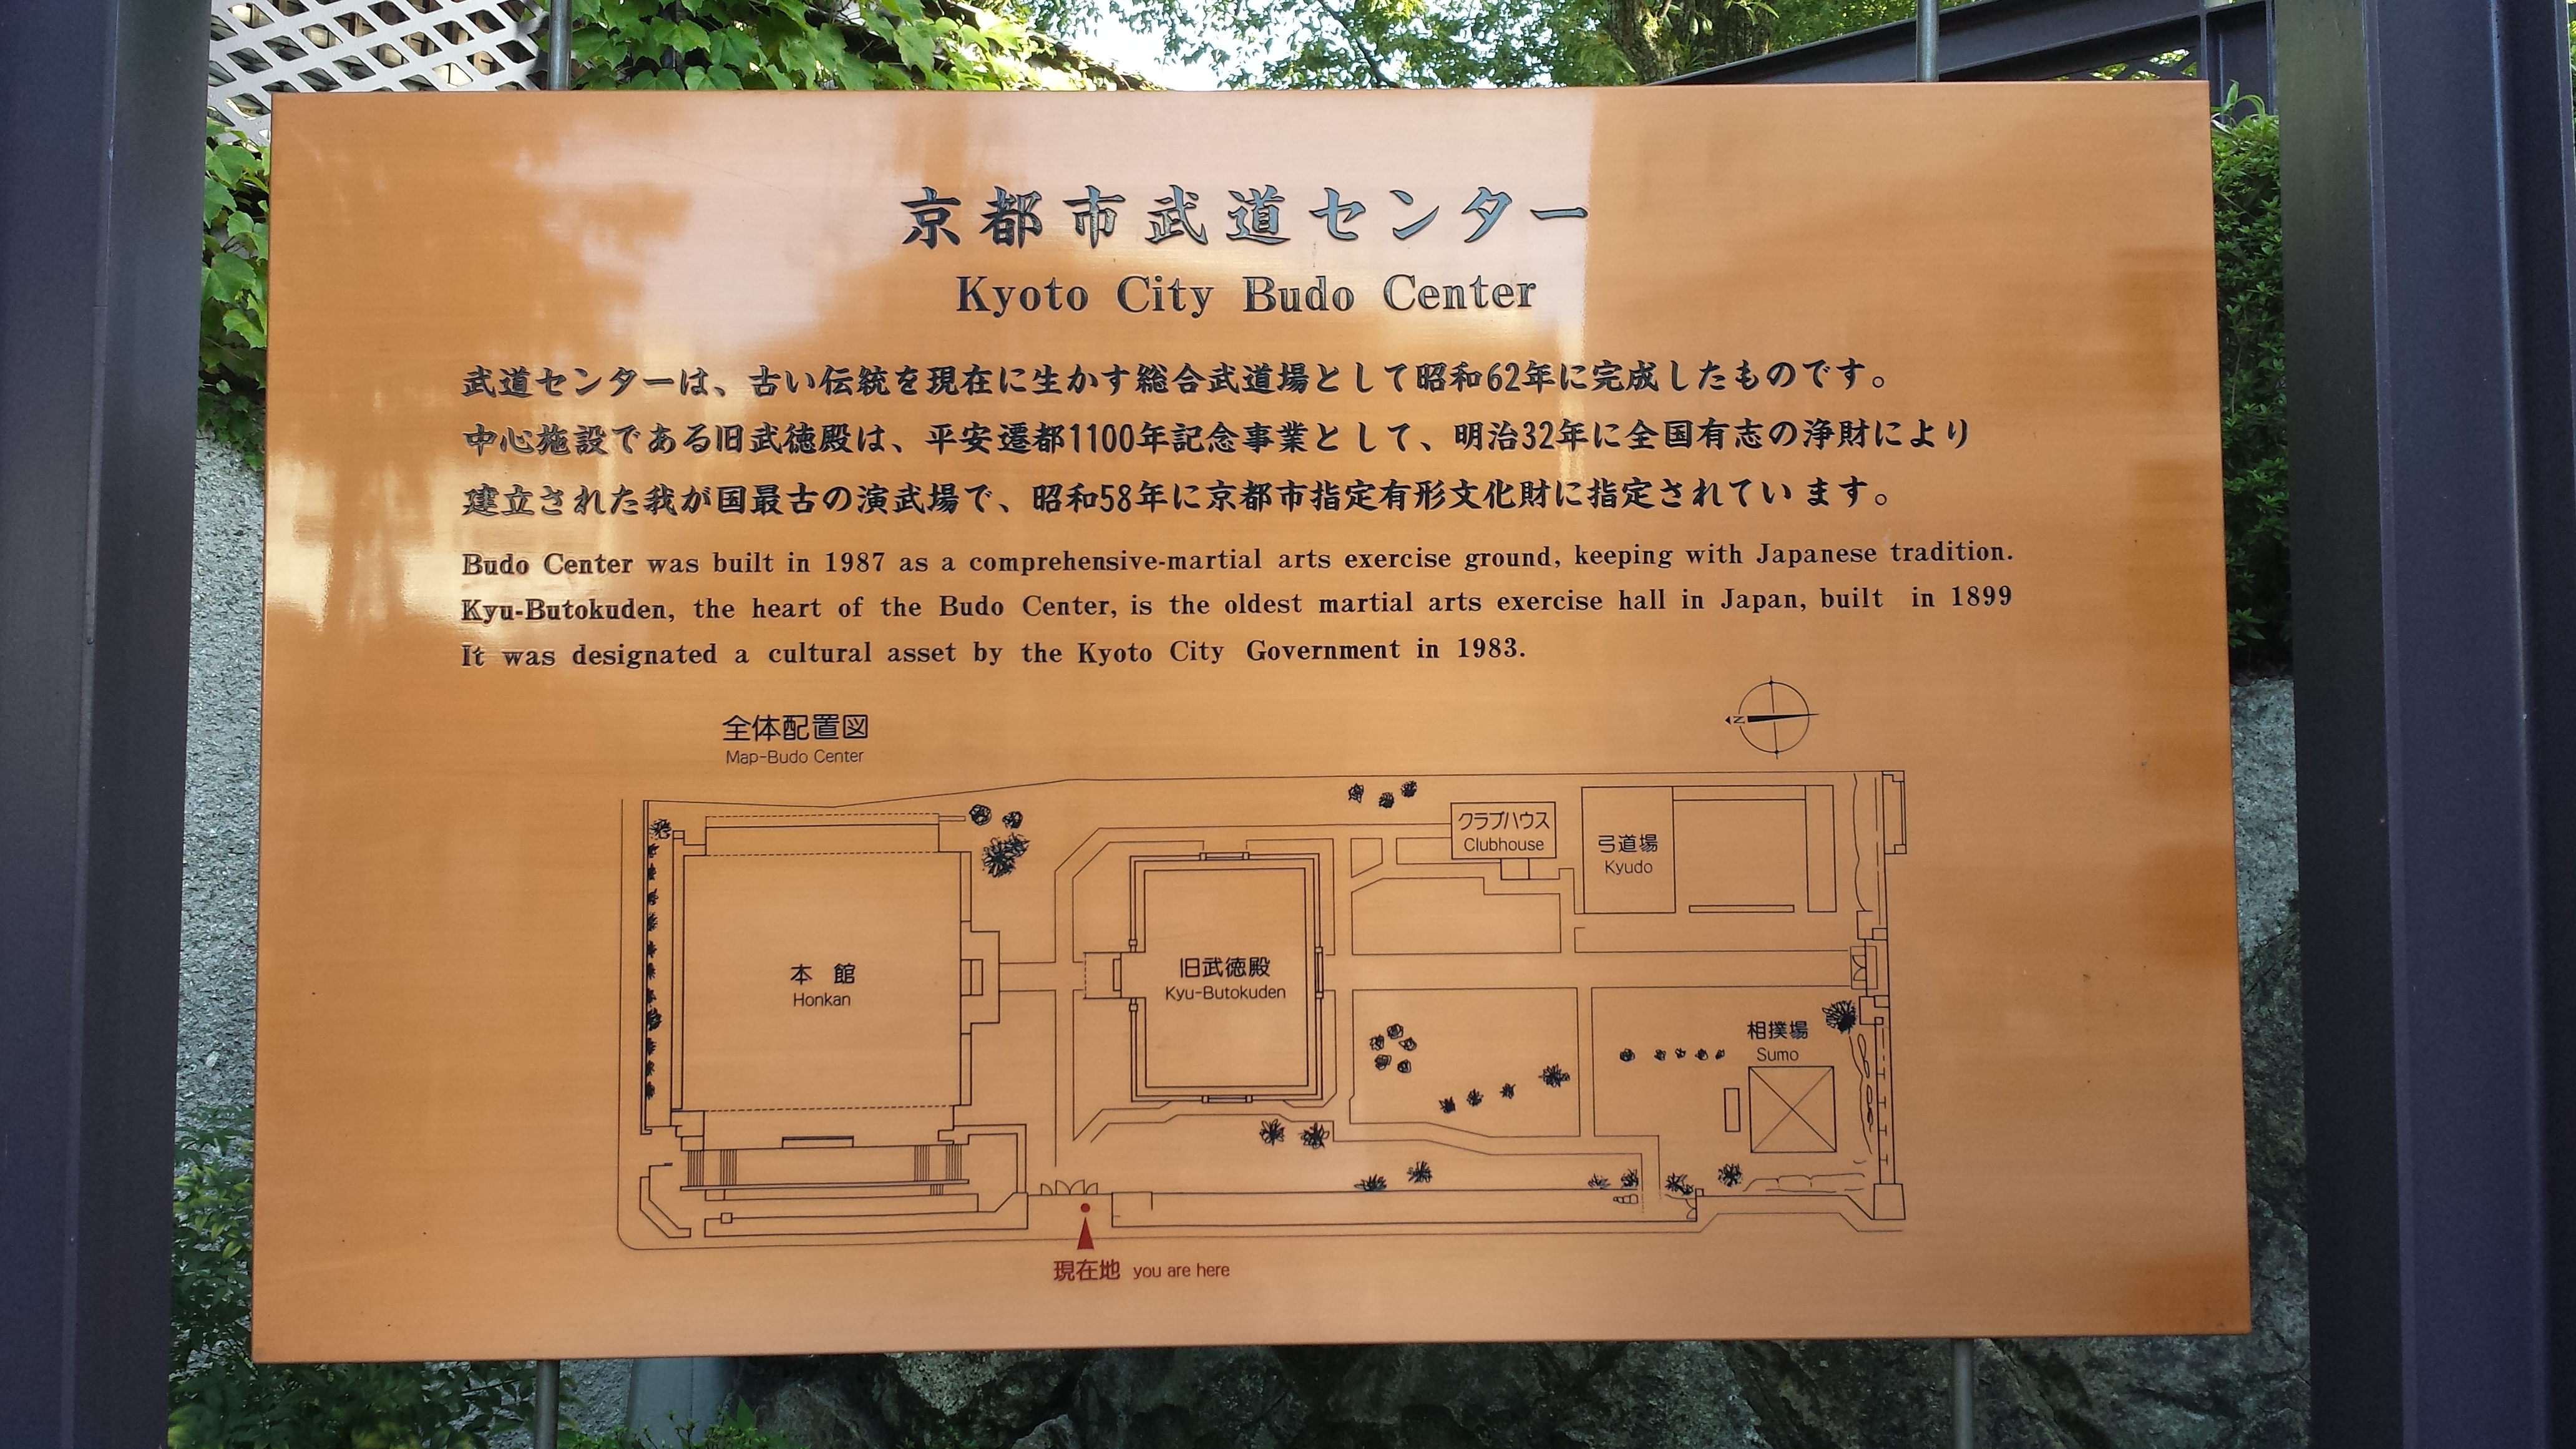 京都市武道センター
Kyoto City Budo Center
武道センターは、古い伝統を現在に生かす総合武道場として昭和62年に完成したものです。
中心施設である旧武徳殿は、平安遷都1100年記念事業として、明治32年に全国有志の浄財により
建立された我が国最古の演武場で、昭和58年に京都市指定有形文化財に指定されています。
Budo Center was built in 1987 as a comprehensive-martial arts exercise ground, keeping with Japanese tradition.
Kyu-Butokuden, the heart of the Budo Center, is the oldest martial arts exercise hall in Japan, built in 1899
It was designated a cultural asset by the Kyoto City Government in 1983.
全体配置図
Map-Budo Center
N
クラブハウス
Clubhouse
弓道場
Kyudo
本館
Honkan
旧武徳殿
Kyu-Butokuden
相撲場
Sumo
現在地 you are here